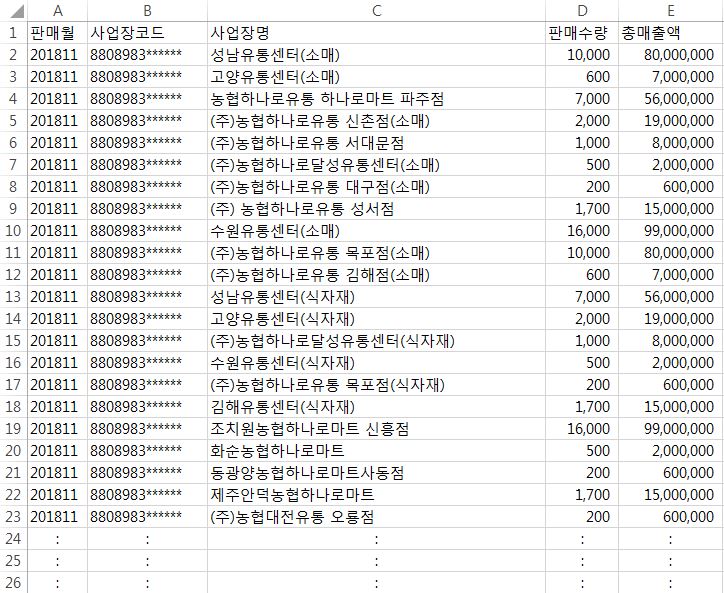 A B C D E
1 판매월 사업장코드 사업장명 판매수량 총매출액
2 201811 8808983****** 성남유통센터(소매) 10,000 80,000,000
3 201811 8808983****** 고양유통센터(소매) 600 7,000,000
4 201811 8808983****** 농협하나로유통 하나로마트 파주점 7,000 56,000,000
5 201811 8808983****** (주)농협하나로유통 신촌점(소매) 2,000 19,000,000
6 201811 8808983****** (주)농협하나로유통 서대문점 1,000 8,000,000
7 201811 8808983****** (주)농협하나로달성유통센터(소매) 500 2,000,000
8 201811 8808983****** (주)농협하나로유통 대구점(소매) 200 600,000
9 201811 8808983****** (주) 농협하나로유통 성서점 1,700 15,000,000
10 201811 8808983****** 수원유통센터(소매) 16,000 99,000,000
11 201811 8808983****** (주)농협하나로유통 목포점(소매) 10,000 80,000,000
12 201811 8808983****** (주)농협하나로유통 김해점(소매) 600 7,000,000
13 201811 8808983****** 성남유통센터(식자재) 7,000 56,000,000
14 201811 8808983****** 고양유통센터(식자재) 2,000 19,000,000
15 201811 8808983****** (주)농협하나로달성유통센터(식자재) 1,000 8,000,000
16 201811 8808983****** 수원유통센터(식자재) 500 2,000,000
17 201811 8808983****** (주)농협하나로유통 목포점(식자재) 200 600,000
18 201811 8808983****** 김해유통센터(식자재) 1,700 15,000,000
19 201811 8808983****** 조치원농협하나로마트 신흥점 16,000 99,000,000
20 201811 8808983****** 화순농협하나로마트 500 2,000,000
21 201811 8808983****** 동광양농협하나로마트사동점 200 600,000
22 201811 8808983****** 제주안덕농협하나로마트 1,700 15,000,000
23 201811 8808983****** (주)농협대전유통 오룡점 200 600,000
24 : : : : :
25 : : : : :
26 : : : : :